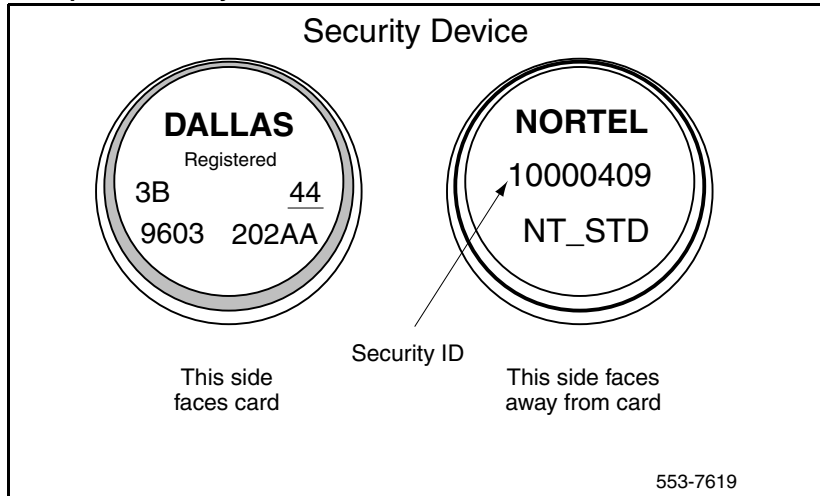 Security Device
DALLAS
Registered
3B 44
9603 202AA
NORTEL
10000409
NT_STD
Security ID
This side
faces card
This side faces
away from card
553-7619